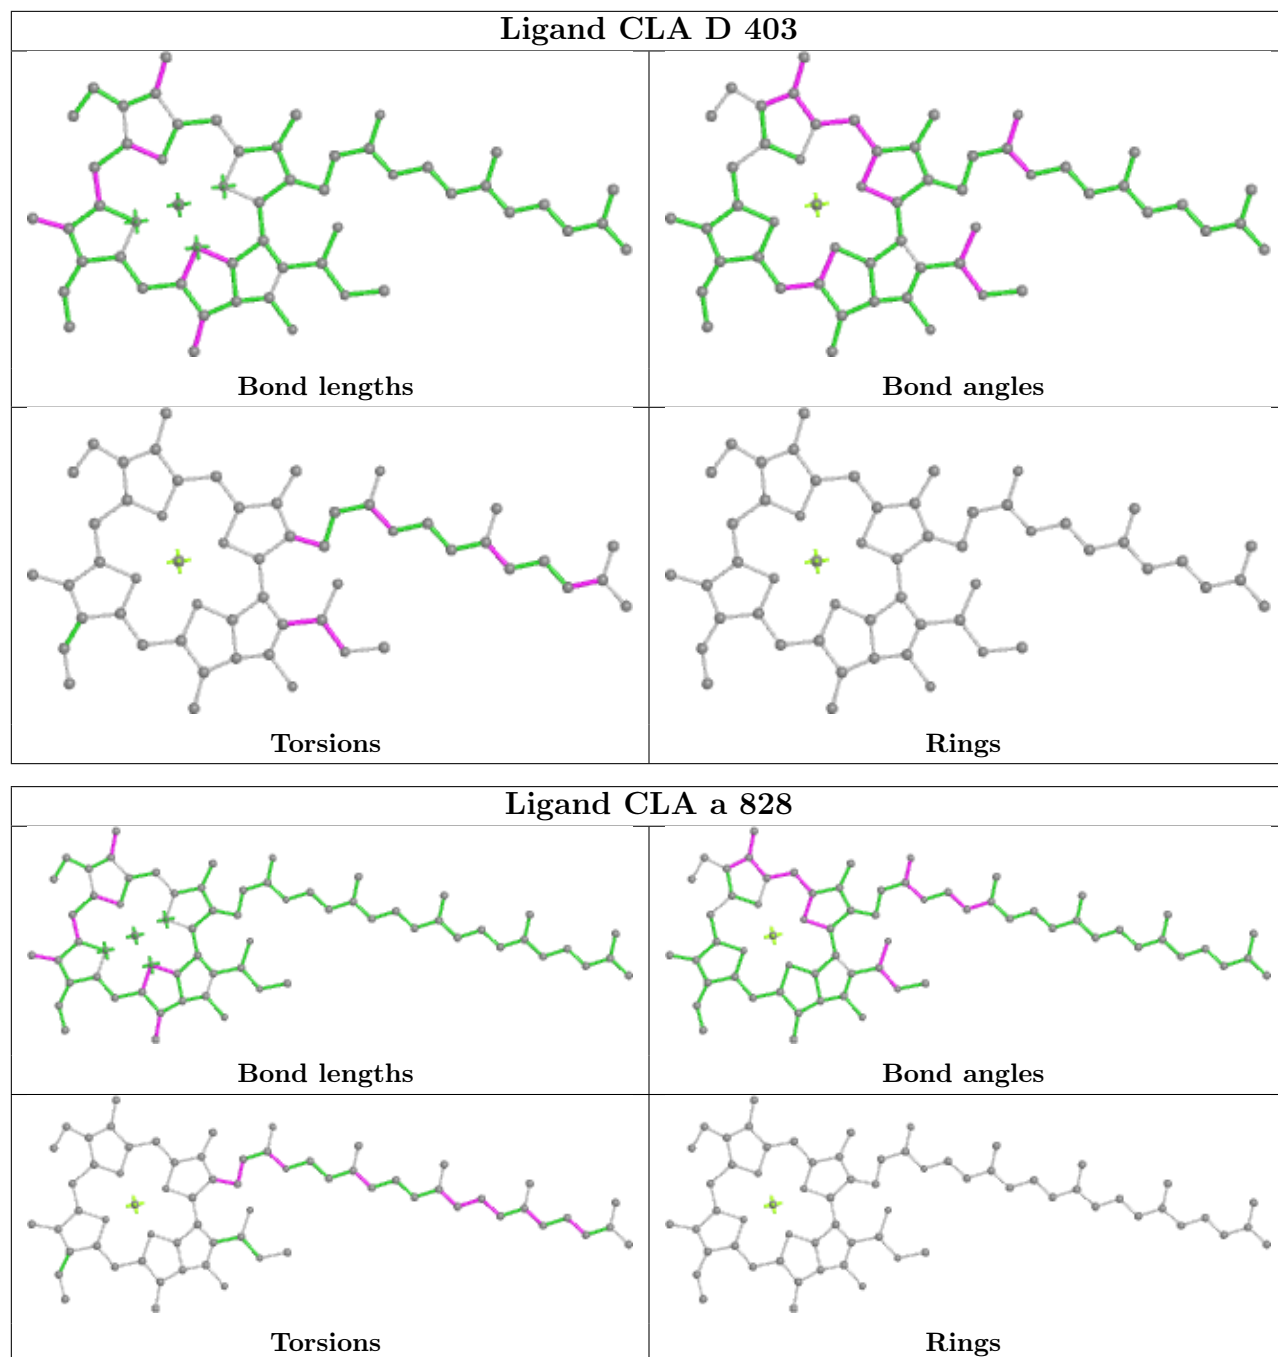 Ligand CLA D 403
Bond lengths
Bond angles
Torsions
Rings
Ligand CLA a 828
Bond lengths
Bond angles
Torsions
Rings